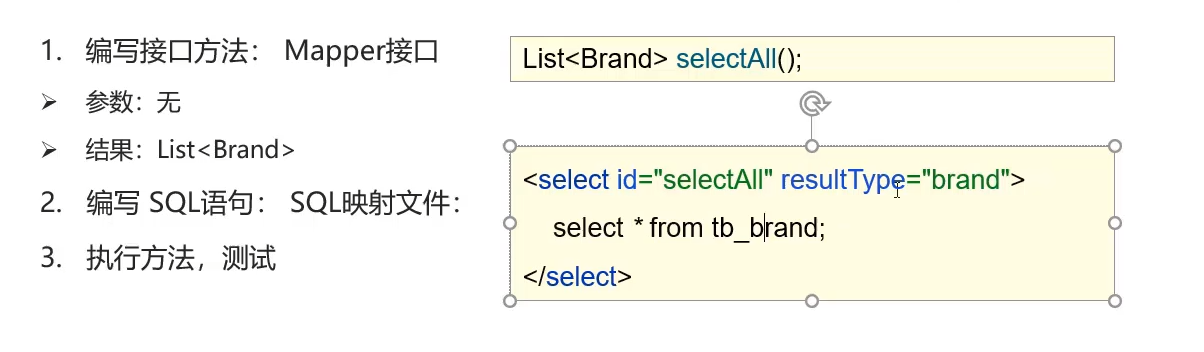 1. 编写接口方法： Mapper接口
➢ 参数：无
➢ 结果：List<Brand>
2. 编写 SQL语句： SQL映射文件：
3. 执行方法，测试
List<Brand> selectAll();
<select id="selectAll" resultType="brand">
select * from tb_brand;
</select>